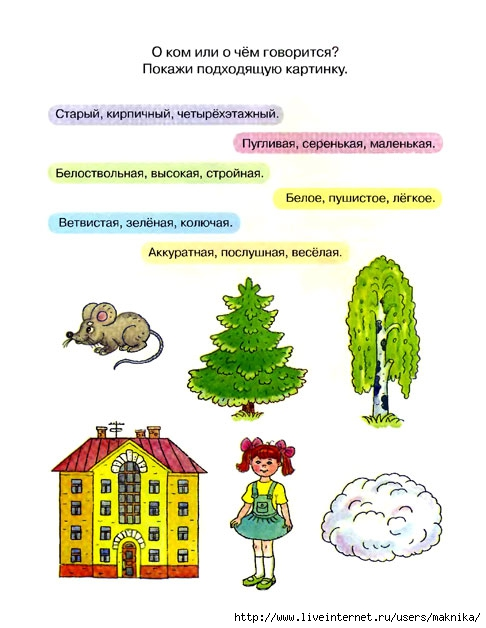 О ком или о чём говорится?
Покажи подходящую картинку.
Старый, кирпичный, четырёхэтажный.
Пугливая, серенькая, маленькая.
Белоствольная, высокая, стройная.
Белое, пушистое, лёгкое.
Ветвистая, зелёная, колючая.
Аккуратная, послушная, весёлая.
http://www.liveinternet.ru/users/maknika/